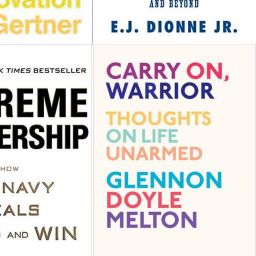 ovation
Gertner
AND BEYOND
E.J. DIONNE JR.
K TIMES BESTSELLER
REME
ERSHIP
HOW
NAVY
EALS
AND WIN
CARRY ON,
WARRIOR
THOUGHTS
ON LIFE
UNARMED
GLENNON
DOYLE
MELTON